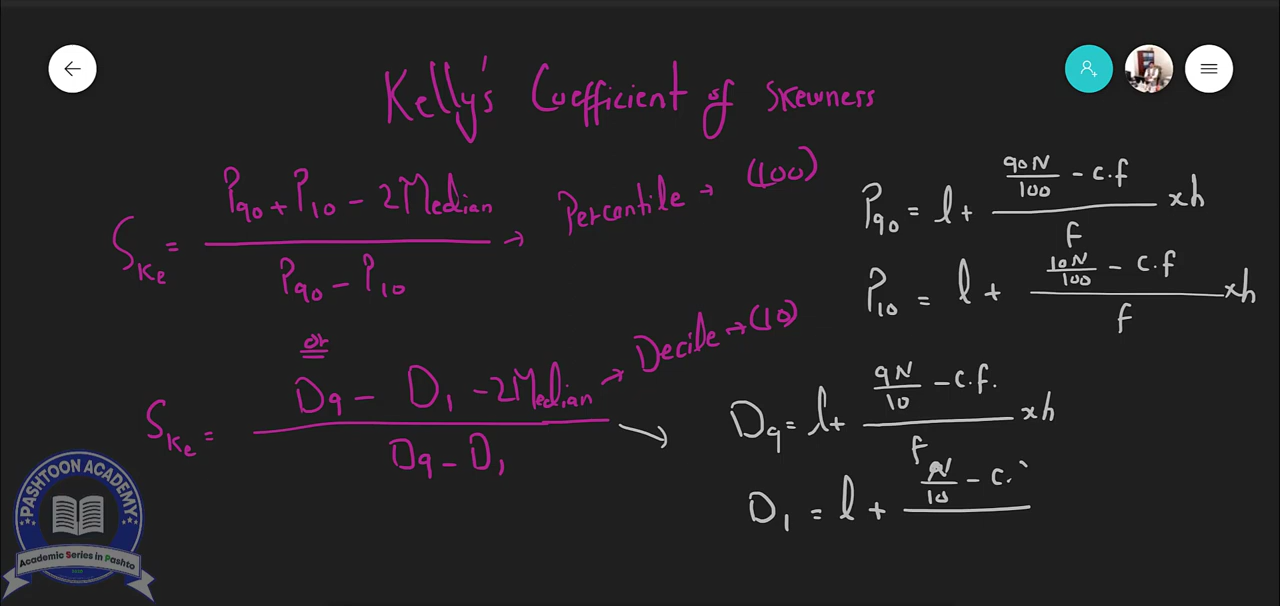 Kelly's Coefficient of Skewness
S_Ke = (P90 + P10 - 2Median) / (P90 - P10) → Percentile → (100)
or
S_Ke = (D9 - D1 - 2Median) / (D9 - D1) → Decile → (10)
→
P90 = l + (90N/100 - c.f) / f × h
P10 = l + (10N/100 - c.f) / f × h
D9 = l + (9N/10 - c.f.) / f × h
D1 = l + (N/10 - c.
PASHTOON ACADEMY
Academic Series in Pashto